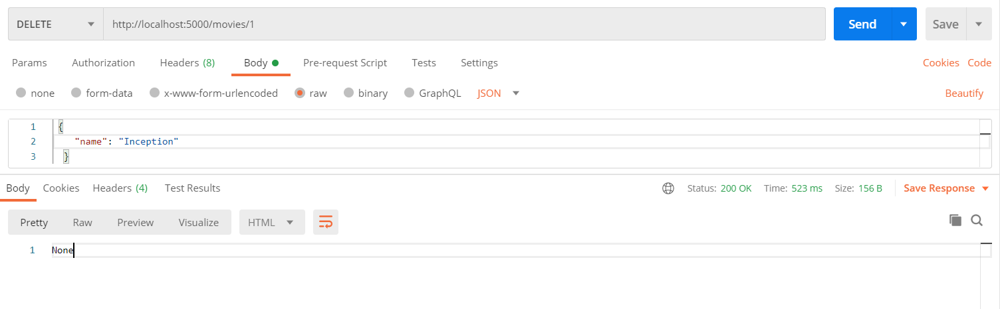 DELETE http://localhost:5000/movies/1 Send Save
Params Authorization Headers (8) Body Pre-request Script Tests Settings Cookies Code
none form-data x-www-form-urlencoded raw binary GraphQL JSON Beautify
1 {
2 "name": "Inception"
3 }
Body Cookies Headers (4) Test Results Status: 200 OK Time: 523 ms Size: 156 B Save Response
Pretty Raw Preview Visualize HTML
1 None